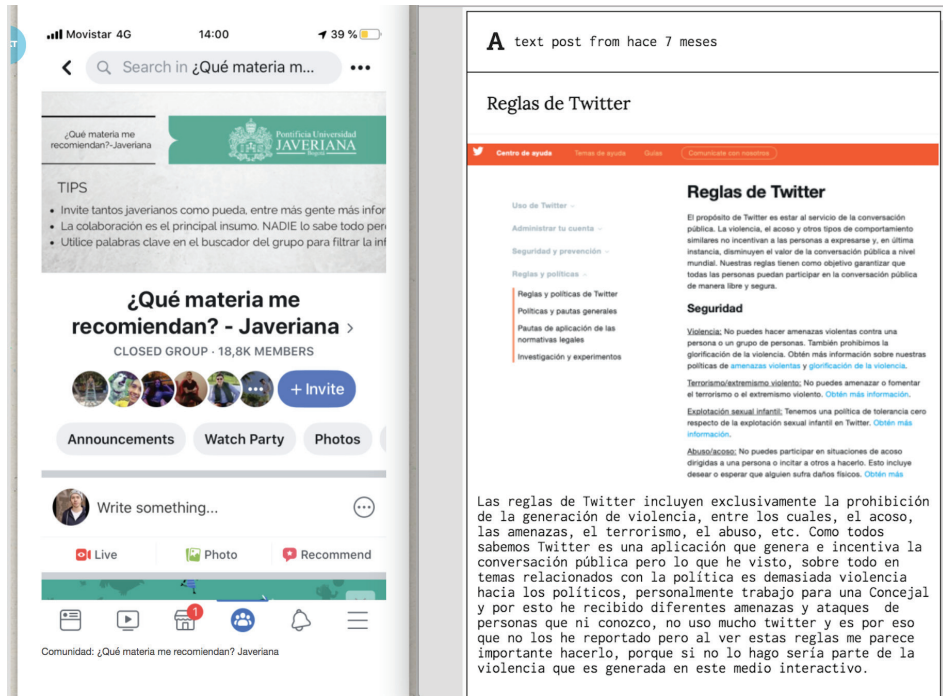 Movistar 4G 14:00 39 %
Search in ¿Qué materia m...
¿Qué materia me
recomiendan?-Javeriana
Pontificia Universidad
JAVERIANA
Bogotá
TIPS
• Invite tantos javerianos como pueda, entre más gente más infor
• La colaboración es el principal insumo. NADIE lo sabe todo per
• Utilice palabras clave en el buscador del grupo para filtrar la inf
¿Qué materia me
recomiendan? - Javeriana >
CLOSED GROUP · 18,8K MEMBERS
+ Invite
Announcements Watch Party Photos
Write something...
Live Photo Recommend
1
Comunidad: ¿Qué materia me recomiendan? Javeriana
A text post from hace 7 meses
Reglas de Twitter
Centro de ayuda Temas de ayuda Guías Comunícate con nosotros
Uso de Twitter
Administrar tu cuenta
Seguridad y prevención
Reglas y políticas
Reglas y políticas de Twitter
Políticas y pautas generales
Pautas de aplicación de las
normativas legales
Investigación y experimentos
Reglas de Twitter
El propósito de Twitter es estar al servicio de la conversación
pública. La violencia, el acoso y otros tipos de comportamiento
similares no incentivan a las personas a expresarse y, en última
instancia, disminuyen el valor de la conversación pública a nivel
mundial. Nuestras reglas tienen como objetivo garantizar que
todas las personas puedan participar en la conversación pública
de manera libre y segura.
Seguridad
Violencia: No puedes hacer amenazas violentas contra una
persona o un grupo de personas. También prohibimos la
glorificación de la violencia. Obtén más información sobre nuestras
políticas de amenazas violentas y glorificación de la violencia.
Terrorismo/extremismo violento: No puedes amenazar o fomentar
el terrorismo o el extremismo violento. Obtén más información.
Explotación sexual infantil: Tenemos una política de tolerancia cero
respecto de la explotación sexual infantil en Twitter. Obtén más
información.
Abuso/acoso: No puedes participar en situaciones de acoso
dirigidas a una persona o incitar a otros a hacerlo. Esto incluye
desear o esperar que alguien sufra daños físicos. Obtén más
Las reglas de Twitter incluyen exclusivamente la prohibición
de la generación de violencia, entre los cuales, el acoso,
las amenazas, el terrorismo, el abuso, etc. Como todos
sabemos Twitter es una aplicación que genera e incentiva la
conversación pública pero lo que he visto, sobre todo en
temas relacionados con la política es demasiada violencia
hacia los políticos, personalmente trabajo para una Concejal
y por esto he recibido diferentes amenazas y ataques de
personas que ni conozco, no uso mucho twitter y es por eso
que no los he reportado pero al ver estas reglas me parece
importante hacerlo, porque si no lo hago sería parte de la
violencia que es generada en este medio interactivo.